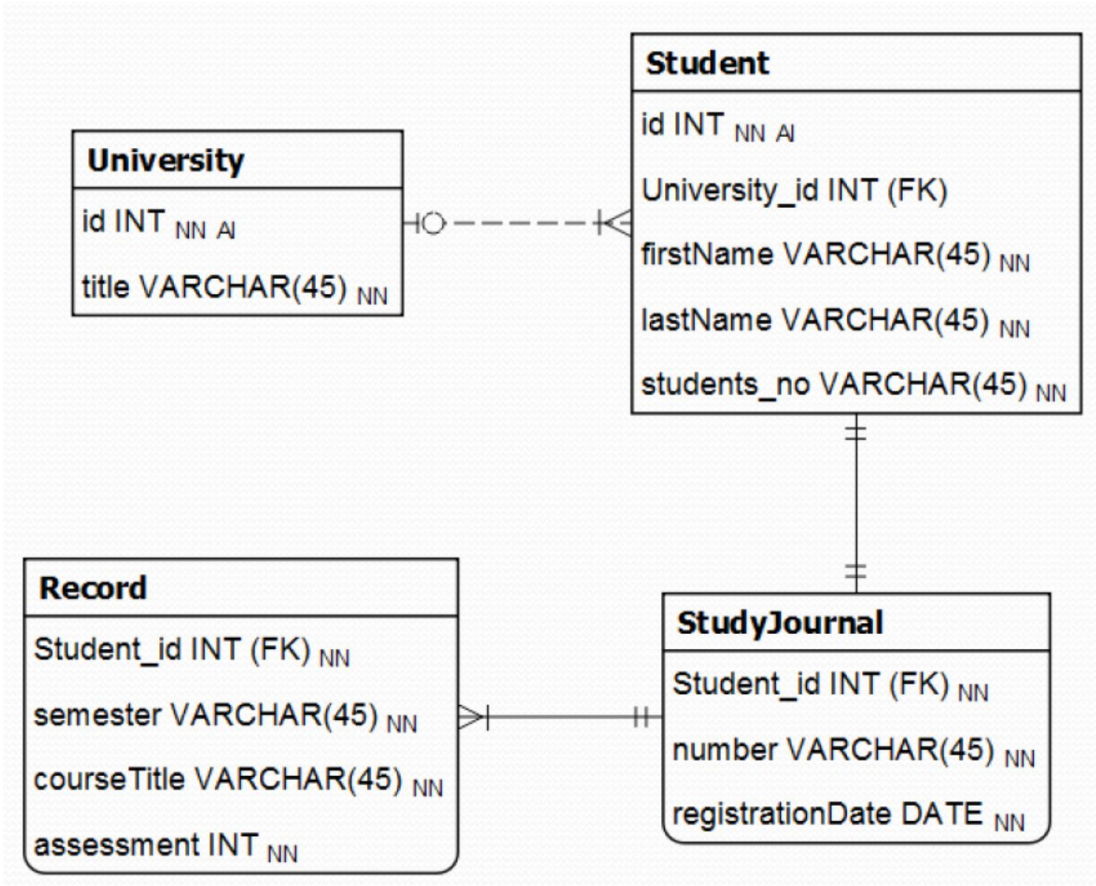 University
id INT NN AI
title VARCHAR(45) NN
Student
id INT NN AI
University_id INT (FK)
firstName VARCHAR(45) NN
lastName VARCHAR(45) NN
students_no VARCHAR(45) NN
Record
Student_id INT (FK) NN
semester VARCHAR(45) NN
courseTitle VARCHAR(45) NN
assessment INT NN
StudyJournal
Student_id INT (FK) NN
number VARCHAR(45) NN
registrationDate DATE NN